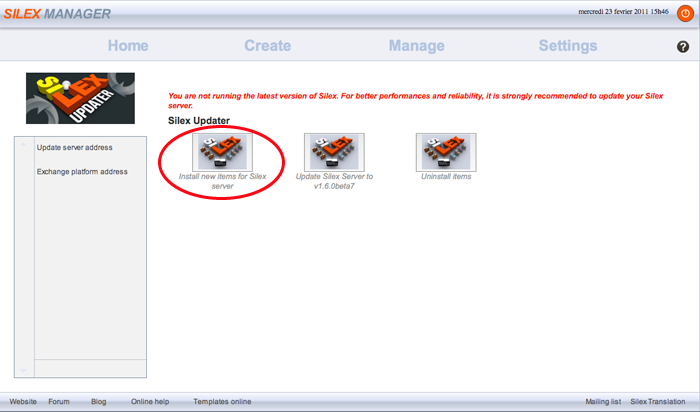 SILEX MANAGER
mercredi 23 fevrier 2011 15h46
Home
Create
Manage
Settings
?
SILEX
UPDATER
You are not running the latest version of Silex. For better performances and reliability, it is strongly recommended to update your Silex
server.
Silex Updater
Update server address
Exchange platform address
Install new items for Silex
server
Update Silex Server to
v1.6.0beta7
Uninstall items
Website
Forum
Blog
Online help
Templates online
Mailing list
Silex Translation